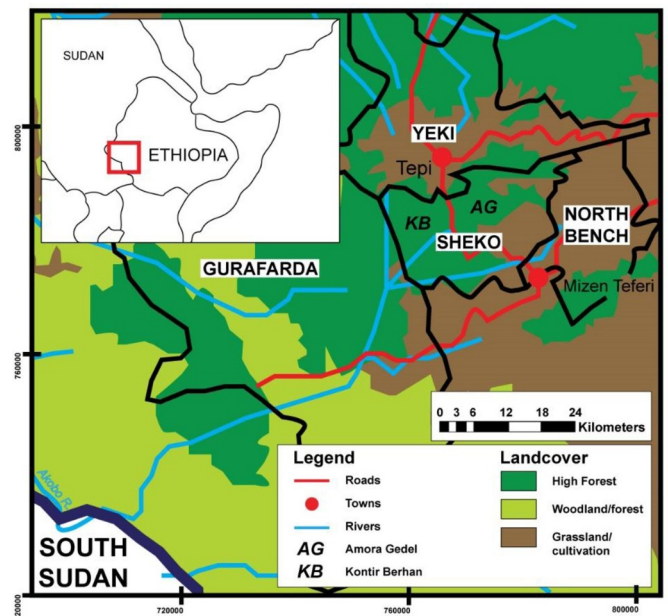 SUDAN
ETHIOPIA
800000
YEKI
Tepi
AG
KB
SHEKO
NORTH
BENCH
GURAFARDA
Mizen Teferi
760000
0 3 6 12 18 24
Kilometers
Legend
Roads
Towns
Rivers
AG Amora Gedel
KB Kontir Berhan
Landcover
High Forest
Woodland/forest
Grassland/
cultivation
Akobo R.
SOUTH
SUDAN
20000
720000 760000 800000